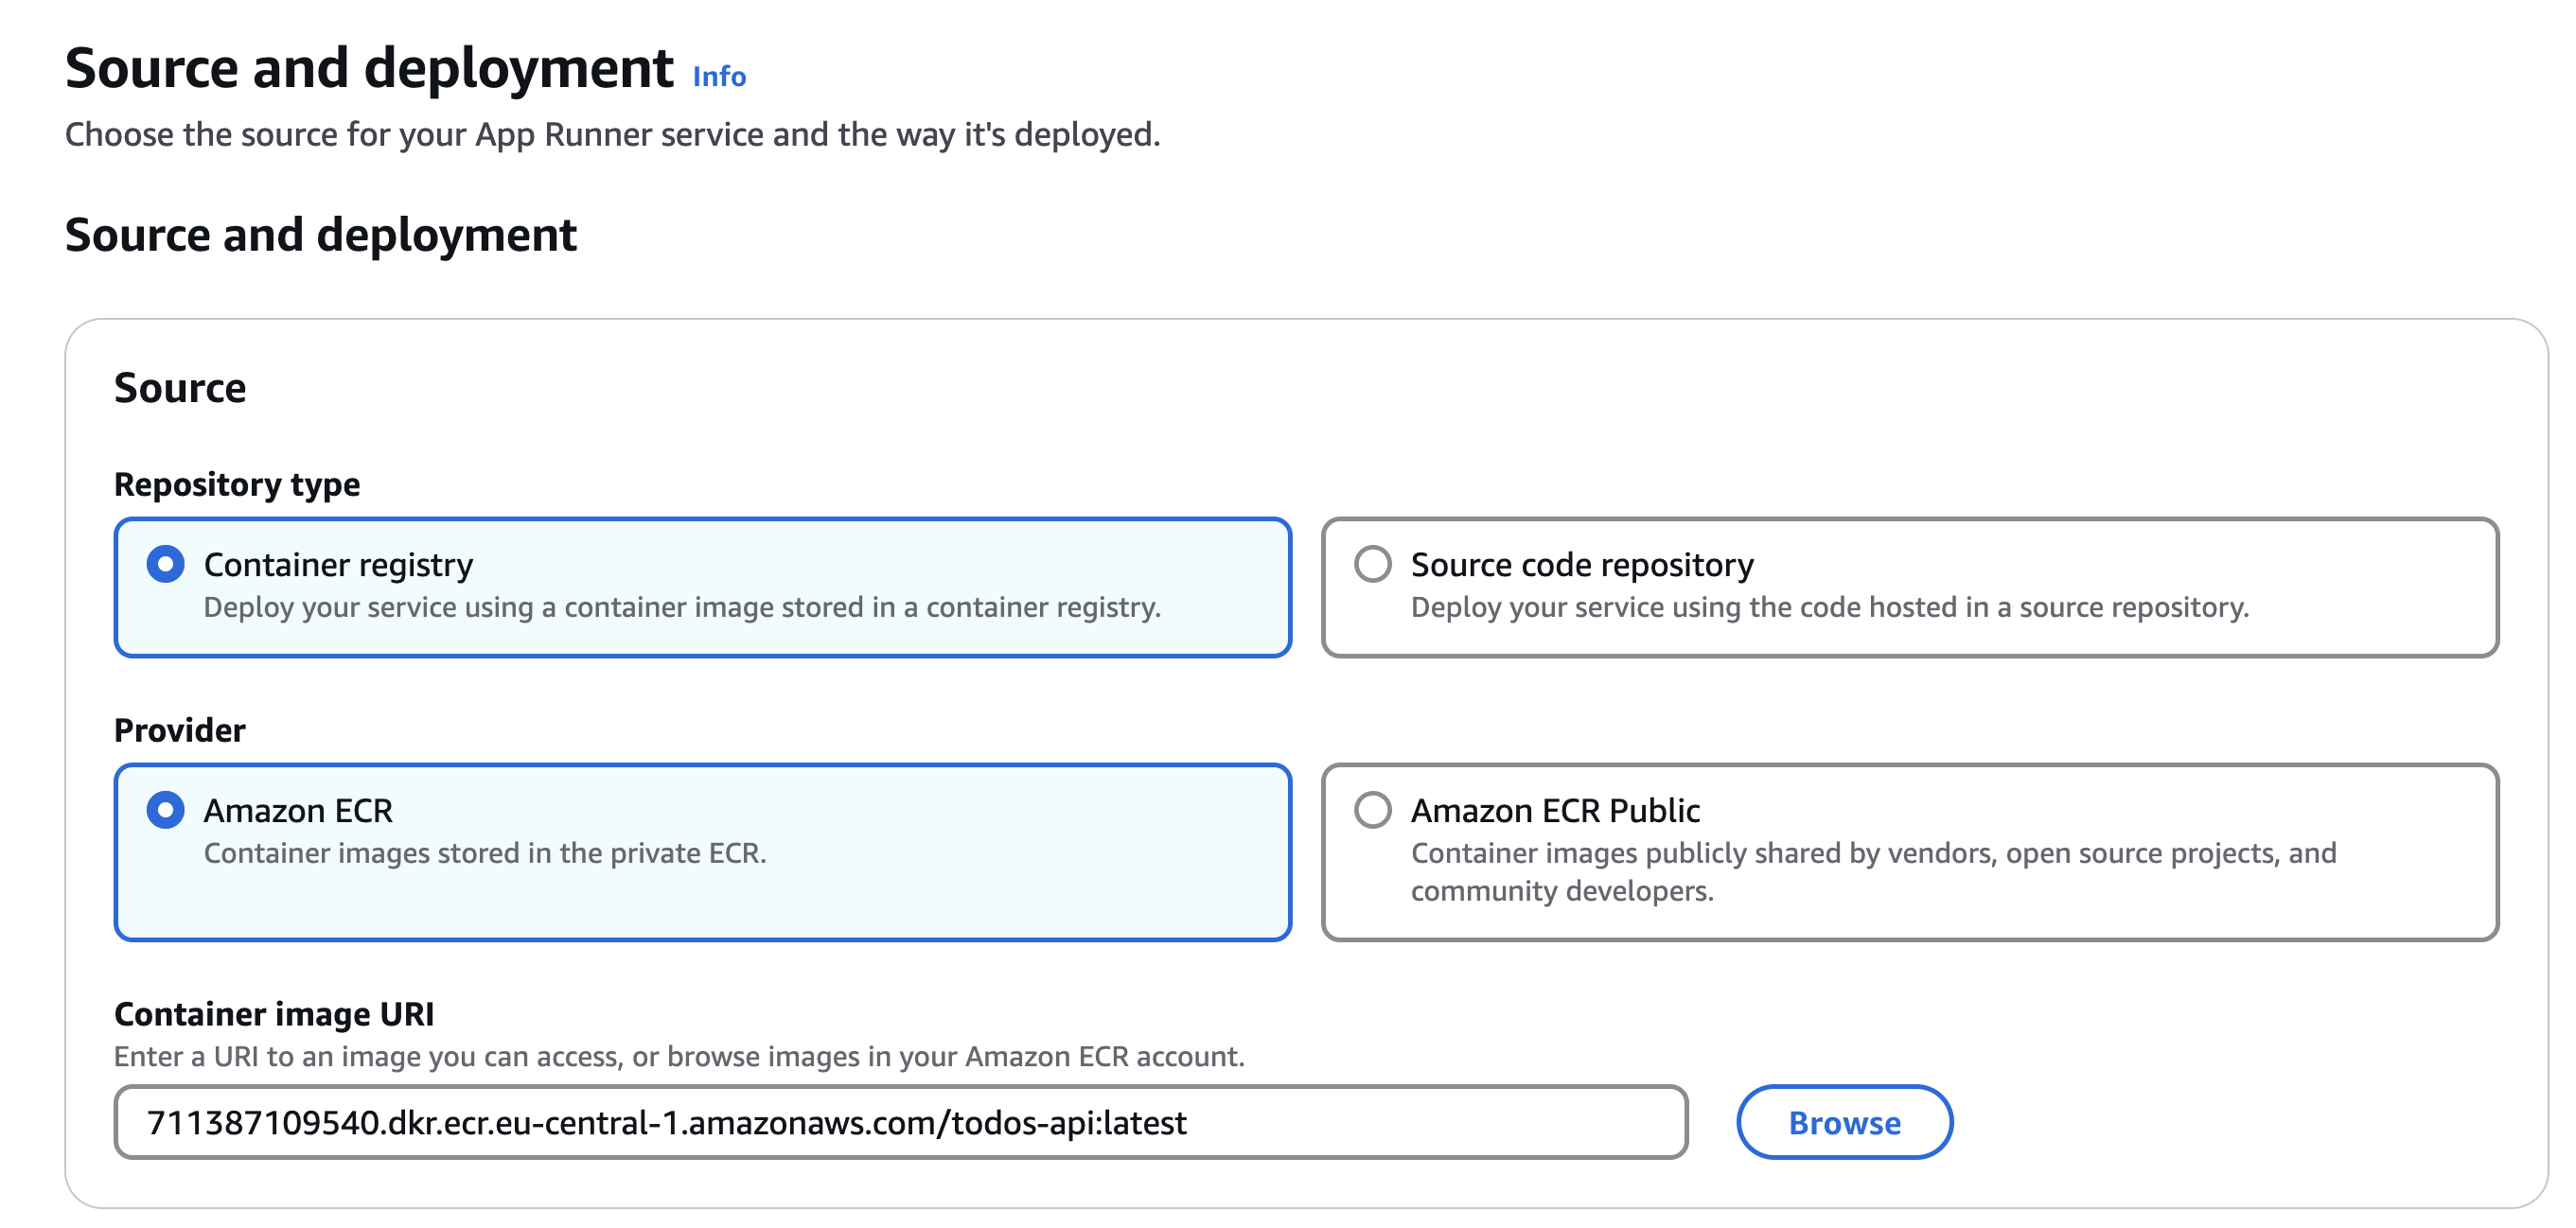 Source and deployment Info
Choose the source for your App Runner service and the way it's deployed.
Source and deployment
Source
Repository type
Container registry
Deploy your service using a container image stored in a container registry.
Source code repository
Deploy your service using the code hosted in a source repository.
Provider
Amazon ECR
Container images stored in the private ECR.
Amazon ECR Public
Container images publicly shared by vendors, open source projects, and
community developers.
Container image URI
Enter a URI to an image you can access, or browse images in your Amazon ECR account.
711387109540.dkr.ecr.eu-central-1.amazonaws.com/todos-api:latest
Browse